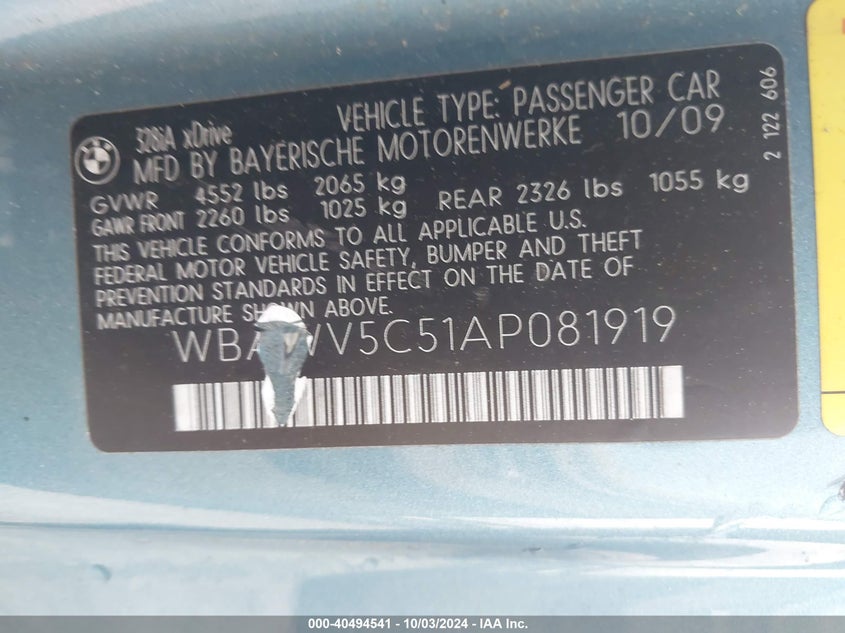 328iA xDrive
VEHICLE TYPE: PASSENGER CAR
MFD BY BAYERISCHE MOTORENWERKE 10/09
GVWR 4552 lbs 2065 kg
GAWR FRONT 2260 lbs 1025 kg REAR 2326 lbs 1055 kg
THIS VEHICLE CONFORMS TO ALL APPLICABLE U.S.
FEDERAL MOTOR VEHICLE SAFETY, BUMPER AND THEFT
PREVENTION STANDARDS IN EFFECT ON THE DATE OF
MANUFACTURE SHOWN ABOVE.
WBAWV5C51AP081919
2 122 606
000-40494541 - 10/03/2024 - IAA Inc.